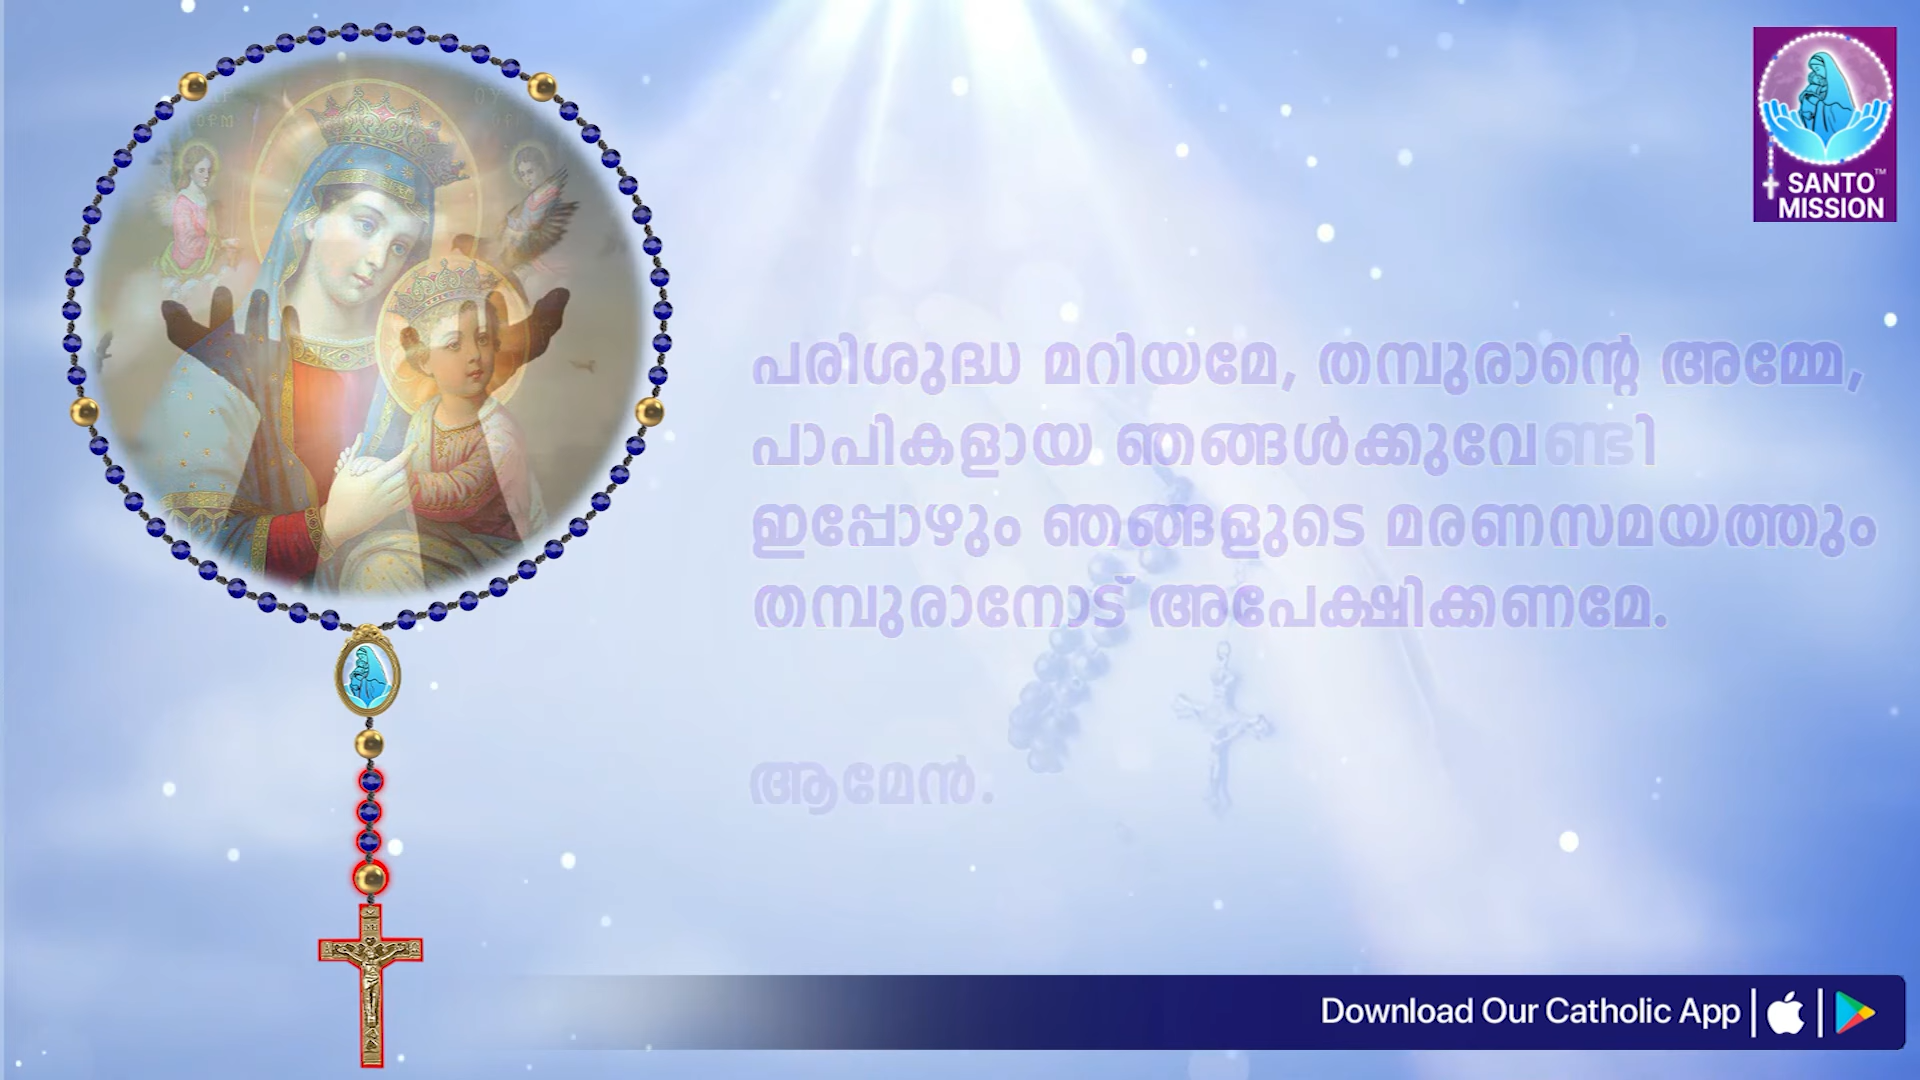 SANTO™
MISSION
പരിശുദ്ധ മറിയമേ, തമ്പുരാന്റെ അമ്മേ,
പാപികളായ ഞങ്ങൾക്കുവേണ്ടി
ഇപ്പോഴും ഞങ്ങളുടെ മരണസമയത്തും
തമ്പുരാനോട് അപേക്ഷിക്കണമേ.
ആമേൻ.
Download Our Catholic App